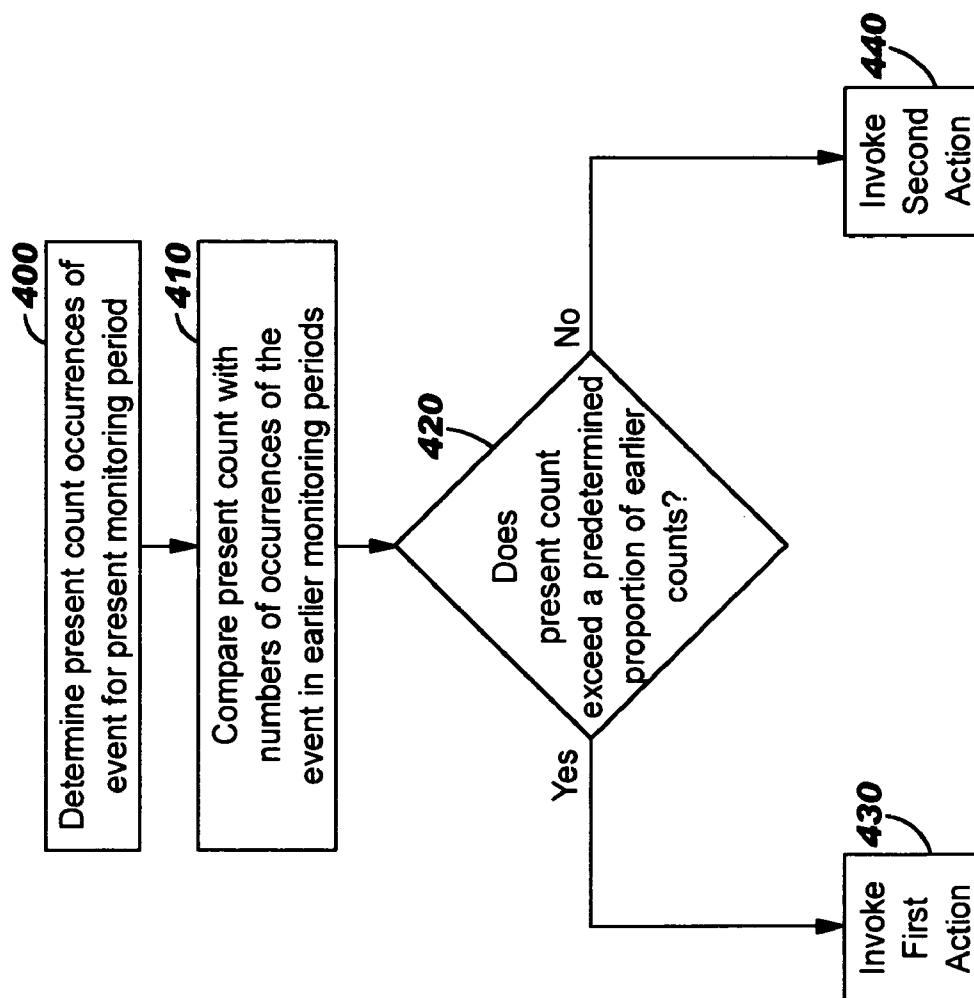 400
Determine present count occurrences of
event for present monitoring period
410
Compare present count with
numbers of occurrences of the
event in earlier monitoring periods
420
Does
present count
exceed a predetermined
proportion of earlier
counts?
Yes
No
430
Invoke
First
Action
440
Invoke
Second
Action